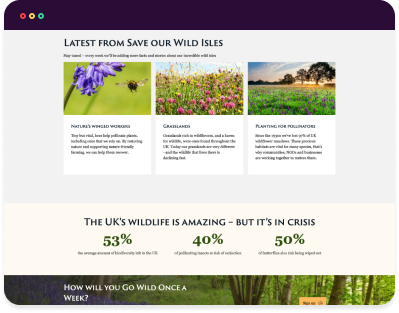 Latest from Save our Wild Isles
Stay tuned – every week we'll be adding more facts and stories about our incredible wild isles
Nature's winged workers
Tiny but vital, bees help pollinate plants,
including ones that we rely on. By restoring
nature and supporting nature-friendly
farming, we can help them recover.
Grasslands
Grasslands rich in wildflowers, and a haven
for wildlife, were once found throughout the
UK. Today our grasslands are very different
– and the wildlife that lives there is
declining fast.
Planting for pollinators
Since the 1930s we've lost 97% of UK
wildflower meadows. These precious
habitats are vital for many species, that's
why communities, NGOs and businesses
are working together to restore them.
The UK's wildlife is amazing – but it's in crisis
53%
the average amount of biodiversity left in the UK
40%
of pollinating insects at risk of extinction
50%
of butterflies also risk being wiped out
How will you Go Wild Once a
Week?
Sign up